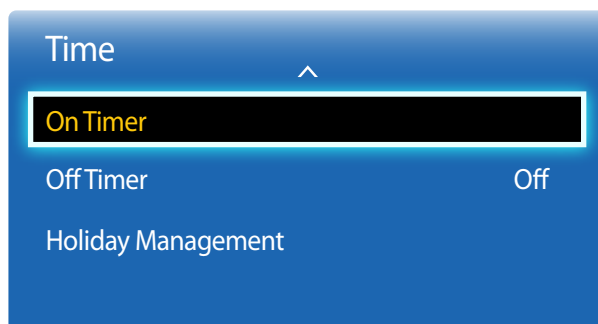 Time
On Timer
Off Timer Off
Holiday Management